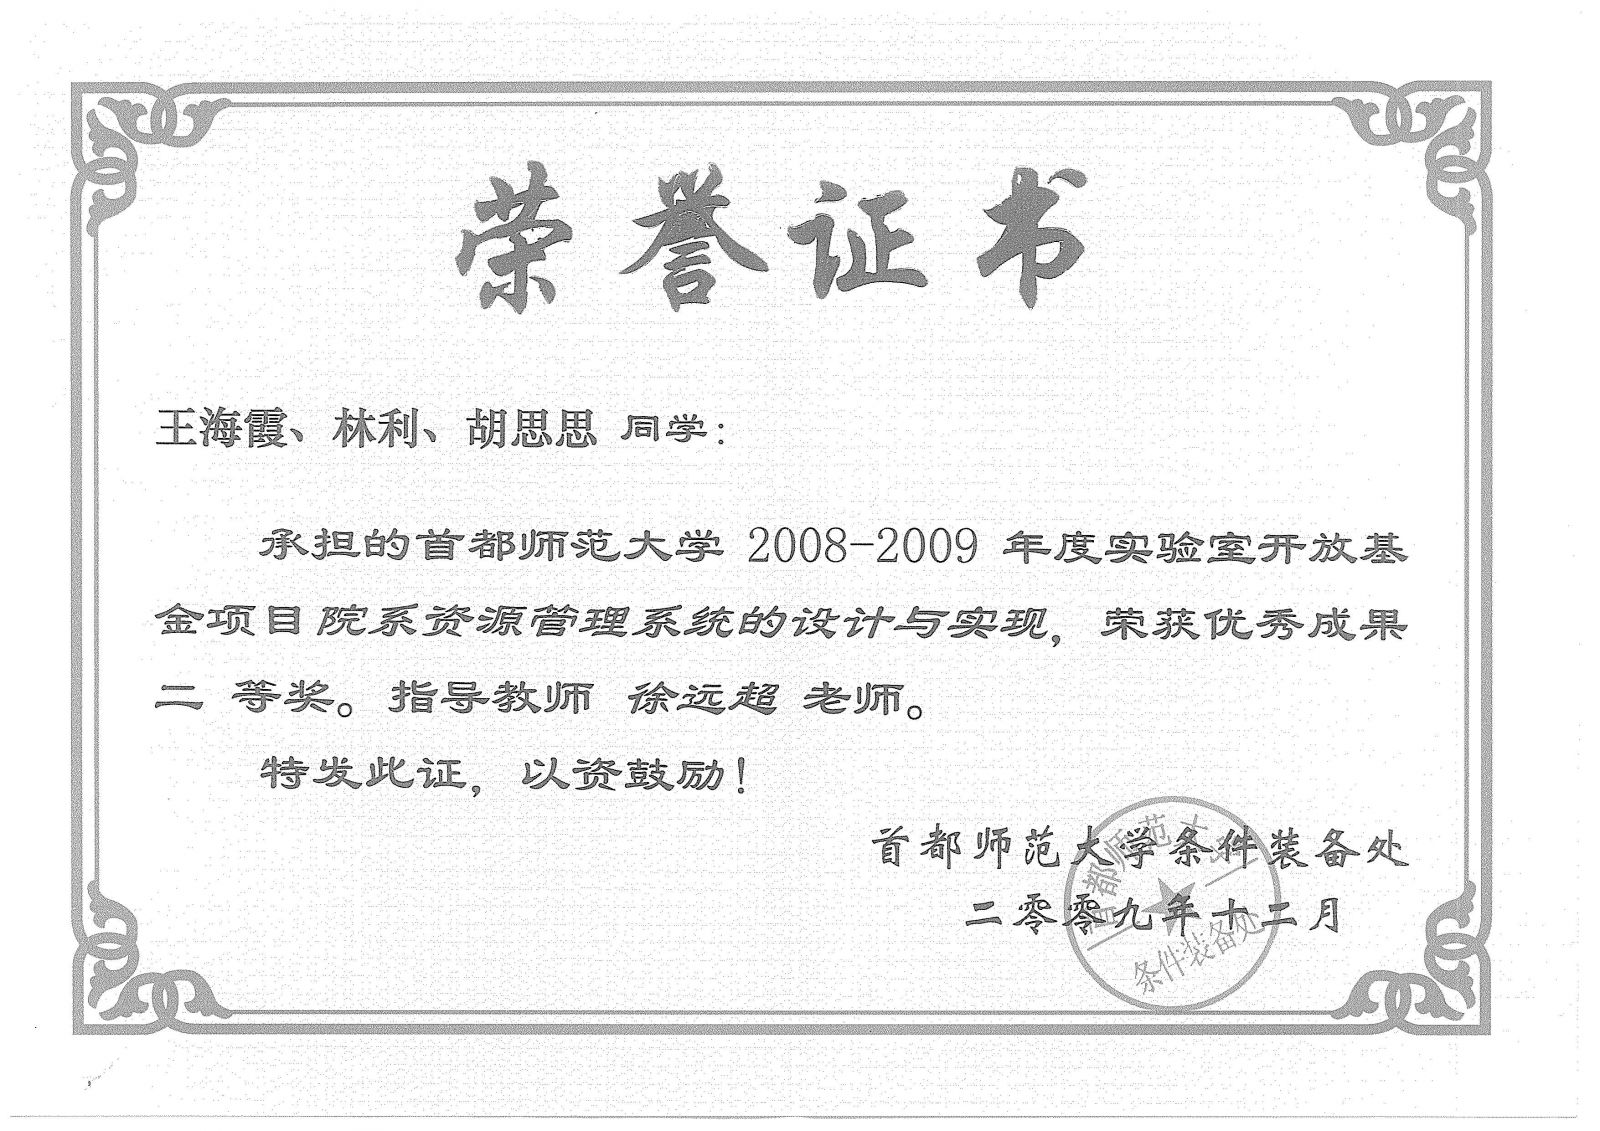 荣誉证书
王海霞、林利、胡思思 同学：
承担的首都师范大学 2008-2009 年度实验室开放基
金项目院系资源管理系统的设计与实现，荣获优秀成果
二 等奖。指导教师 徐远超 老师。
特发此证，以资鼓励！
首都师范大学条件装备处
二零零九年十二月
首都师范大学
条件装备处